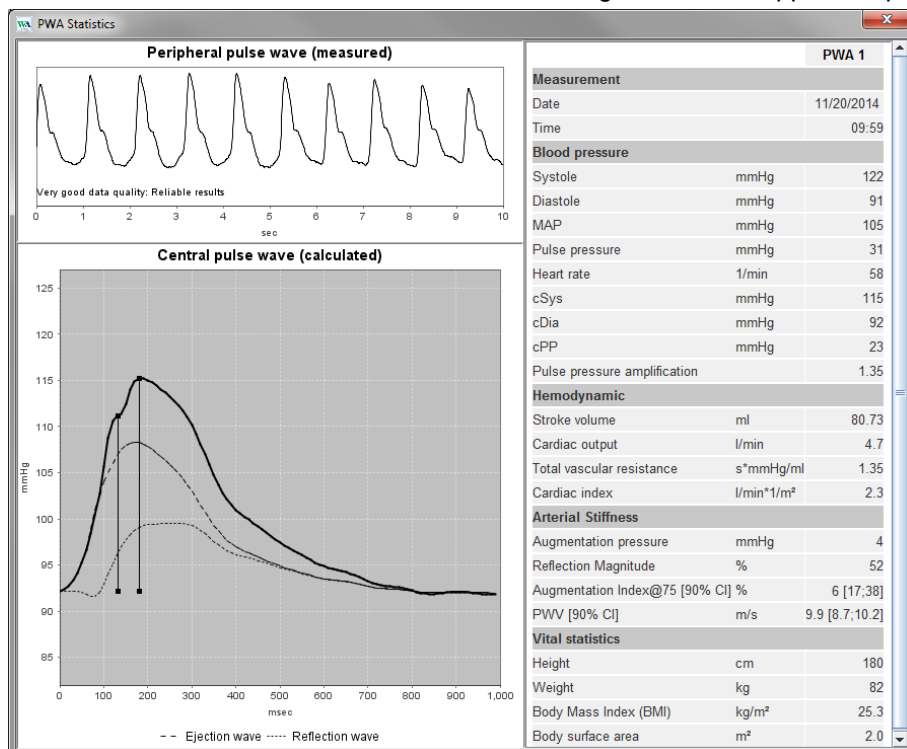 PWA Statistics
Peripheral pulse wave (measured)
Very good data quality: Reliable results
0 1 2 3 4 5 6 7 8 9 10
sec
Central pulse wave (calculated)
125
120
115
110
105
100
95
90
85
mmHg
0 100 200 300 400 500 600 700 800 900 1,000
msec
Ejection wave Reflection wave
PWA 1
Measurement
Date 11/20/2014
Time 09:59
Blood pressure
Systole mmHg 122
Diastole mmHg 91
MAP mmHg 105
Pulse pressure mmHg 31
Heart rate 1/min 58
cSys mmHg 115
cDia mmHg 92
cPP mmHg 23
Pulse pressure amplification 1.35
Hemodynamic
Stroke volume ml 80.73
Cardiac output l/min 4.7
Total vascular resistance s*mmHg/ml 1.35
Cardiac index l/min*1/m² 2.3
Arterial Stiffness
Augmentation pressure mmHg 4
Reflection Magnitude % 52
Augmentation Index@75 [90% CI] % 6 [17;38]
PWV [90% CI] m/s 9.9 [8.7;10.2]
Vital statistics
Height cm 180
Weight kg 82
Body Mass Index (BMI) kg/m² 25.3
Body surface area m² 2.0